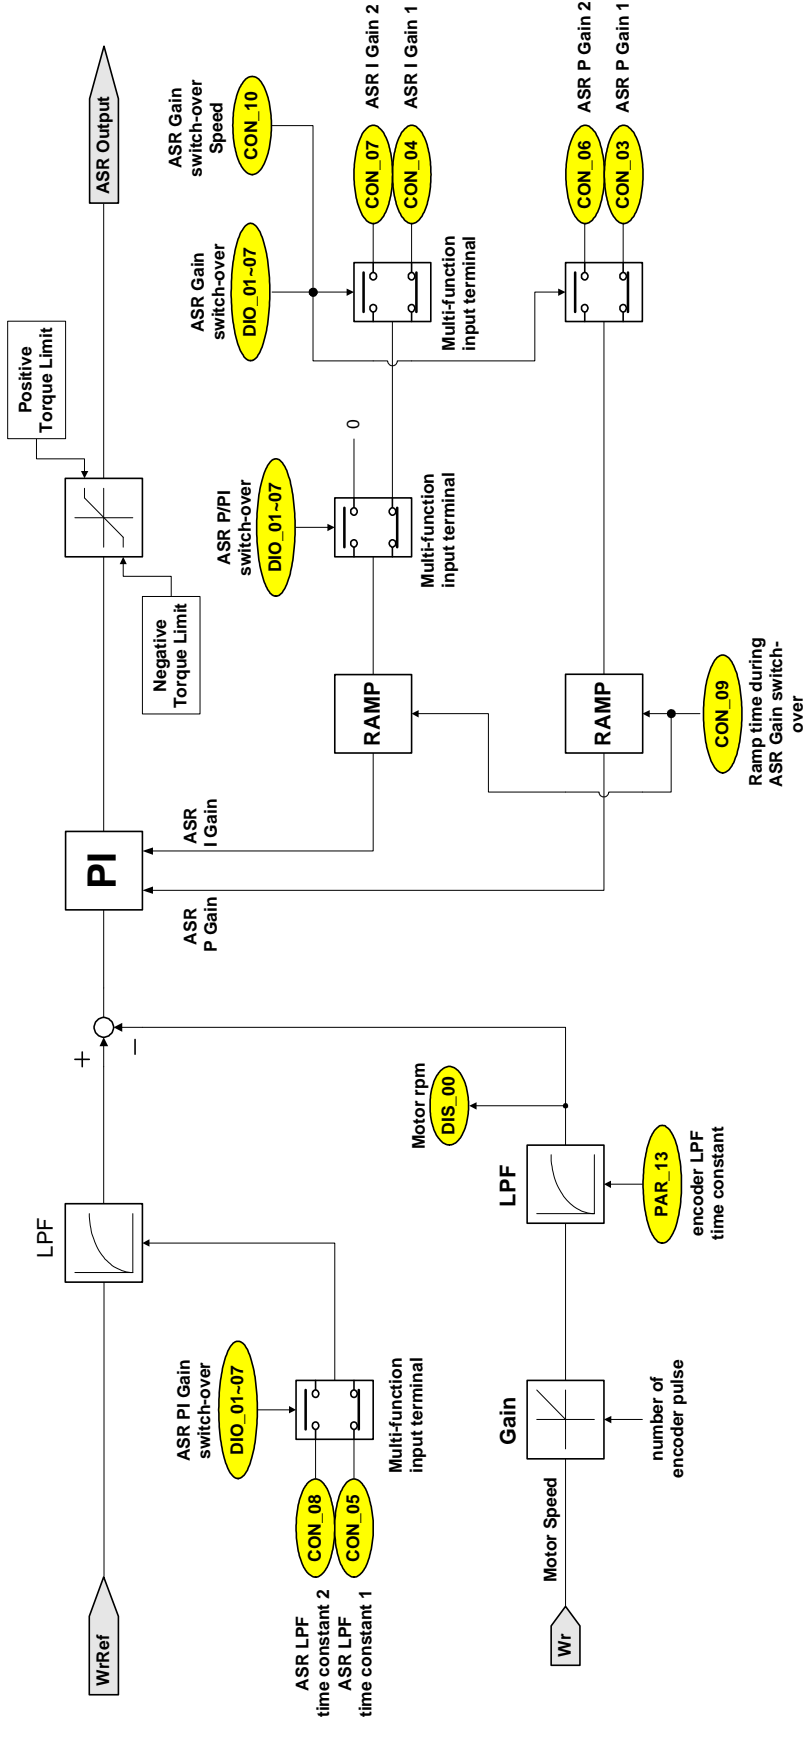 WrRef
LPF
+
−
PI
Positive
Torque Limit
Negative
Torque Limit
ASR Output
ASR PI Gain
switch-over
DIO_01~07
ASR LPF
time constant 2
CON_08
ASR LPF
time constant 1
CON_05
Multi-function
input terminal
ASR
P Gain
ASR
I Gain
ASR P/PI
switch-over
DIO_01~07
0
Multi-function
input terminal
RAMP
ASR Gain
switch-over
DIO_01~07
ASR Gain
switch-over
Speed
CON_10
CON_07
ASR I Gain 2
CON_04
ASR I Gain 1
Multi-function
input terminal
CON_06
ASR P Gain 2
CON_03
ASR P Gain 1
RAMP
CON_09
Ramp time during
ASR Gain switch-
over
Wr
Motor Speed
Gain
number of
encoder pulse
LPF
PAR_13
encoder LPF
time constant
Motor rpm
DIS_00